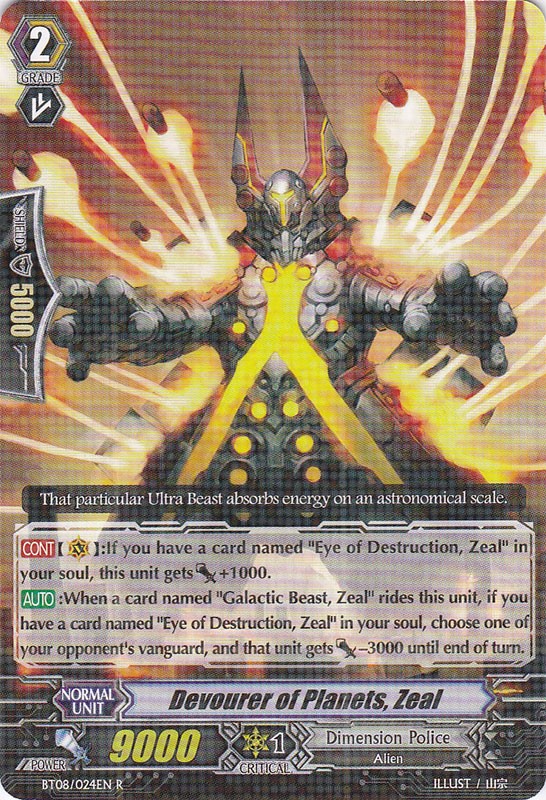 2
GRADE
SHIELD
5000
That particular Ultra Beast absorbs energy on an astronomical scale.
CONT【 】:If you have a card named "Eye of Destruction, Zeal" in
your soul, this unit gets +1000.
AUTO :When a card named "Galactic Beast, Zeal" rides this unit, if you
have a card named "Eye of Destruction, Zeal" in your soul, choose one of
your opponent's vanguard, and that unit gets -3000 until end of turn.
NORMAL
UNIT
Devourer of Planets, Zeal
POWER
9000
1
CRITICAL
Dimension Police
Alien
BT08/024EN R
ILLUST / 山宗